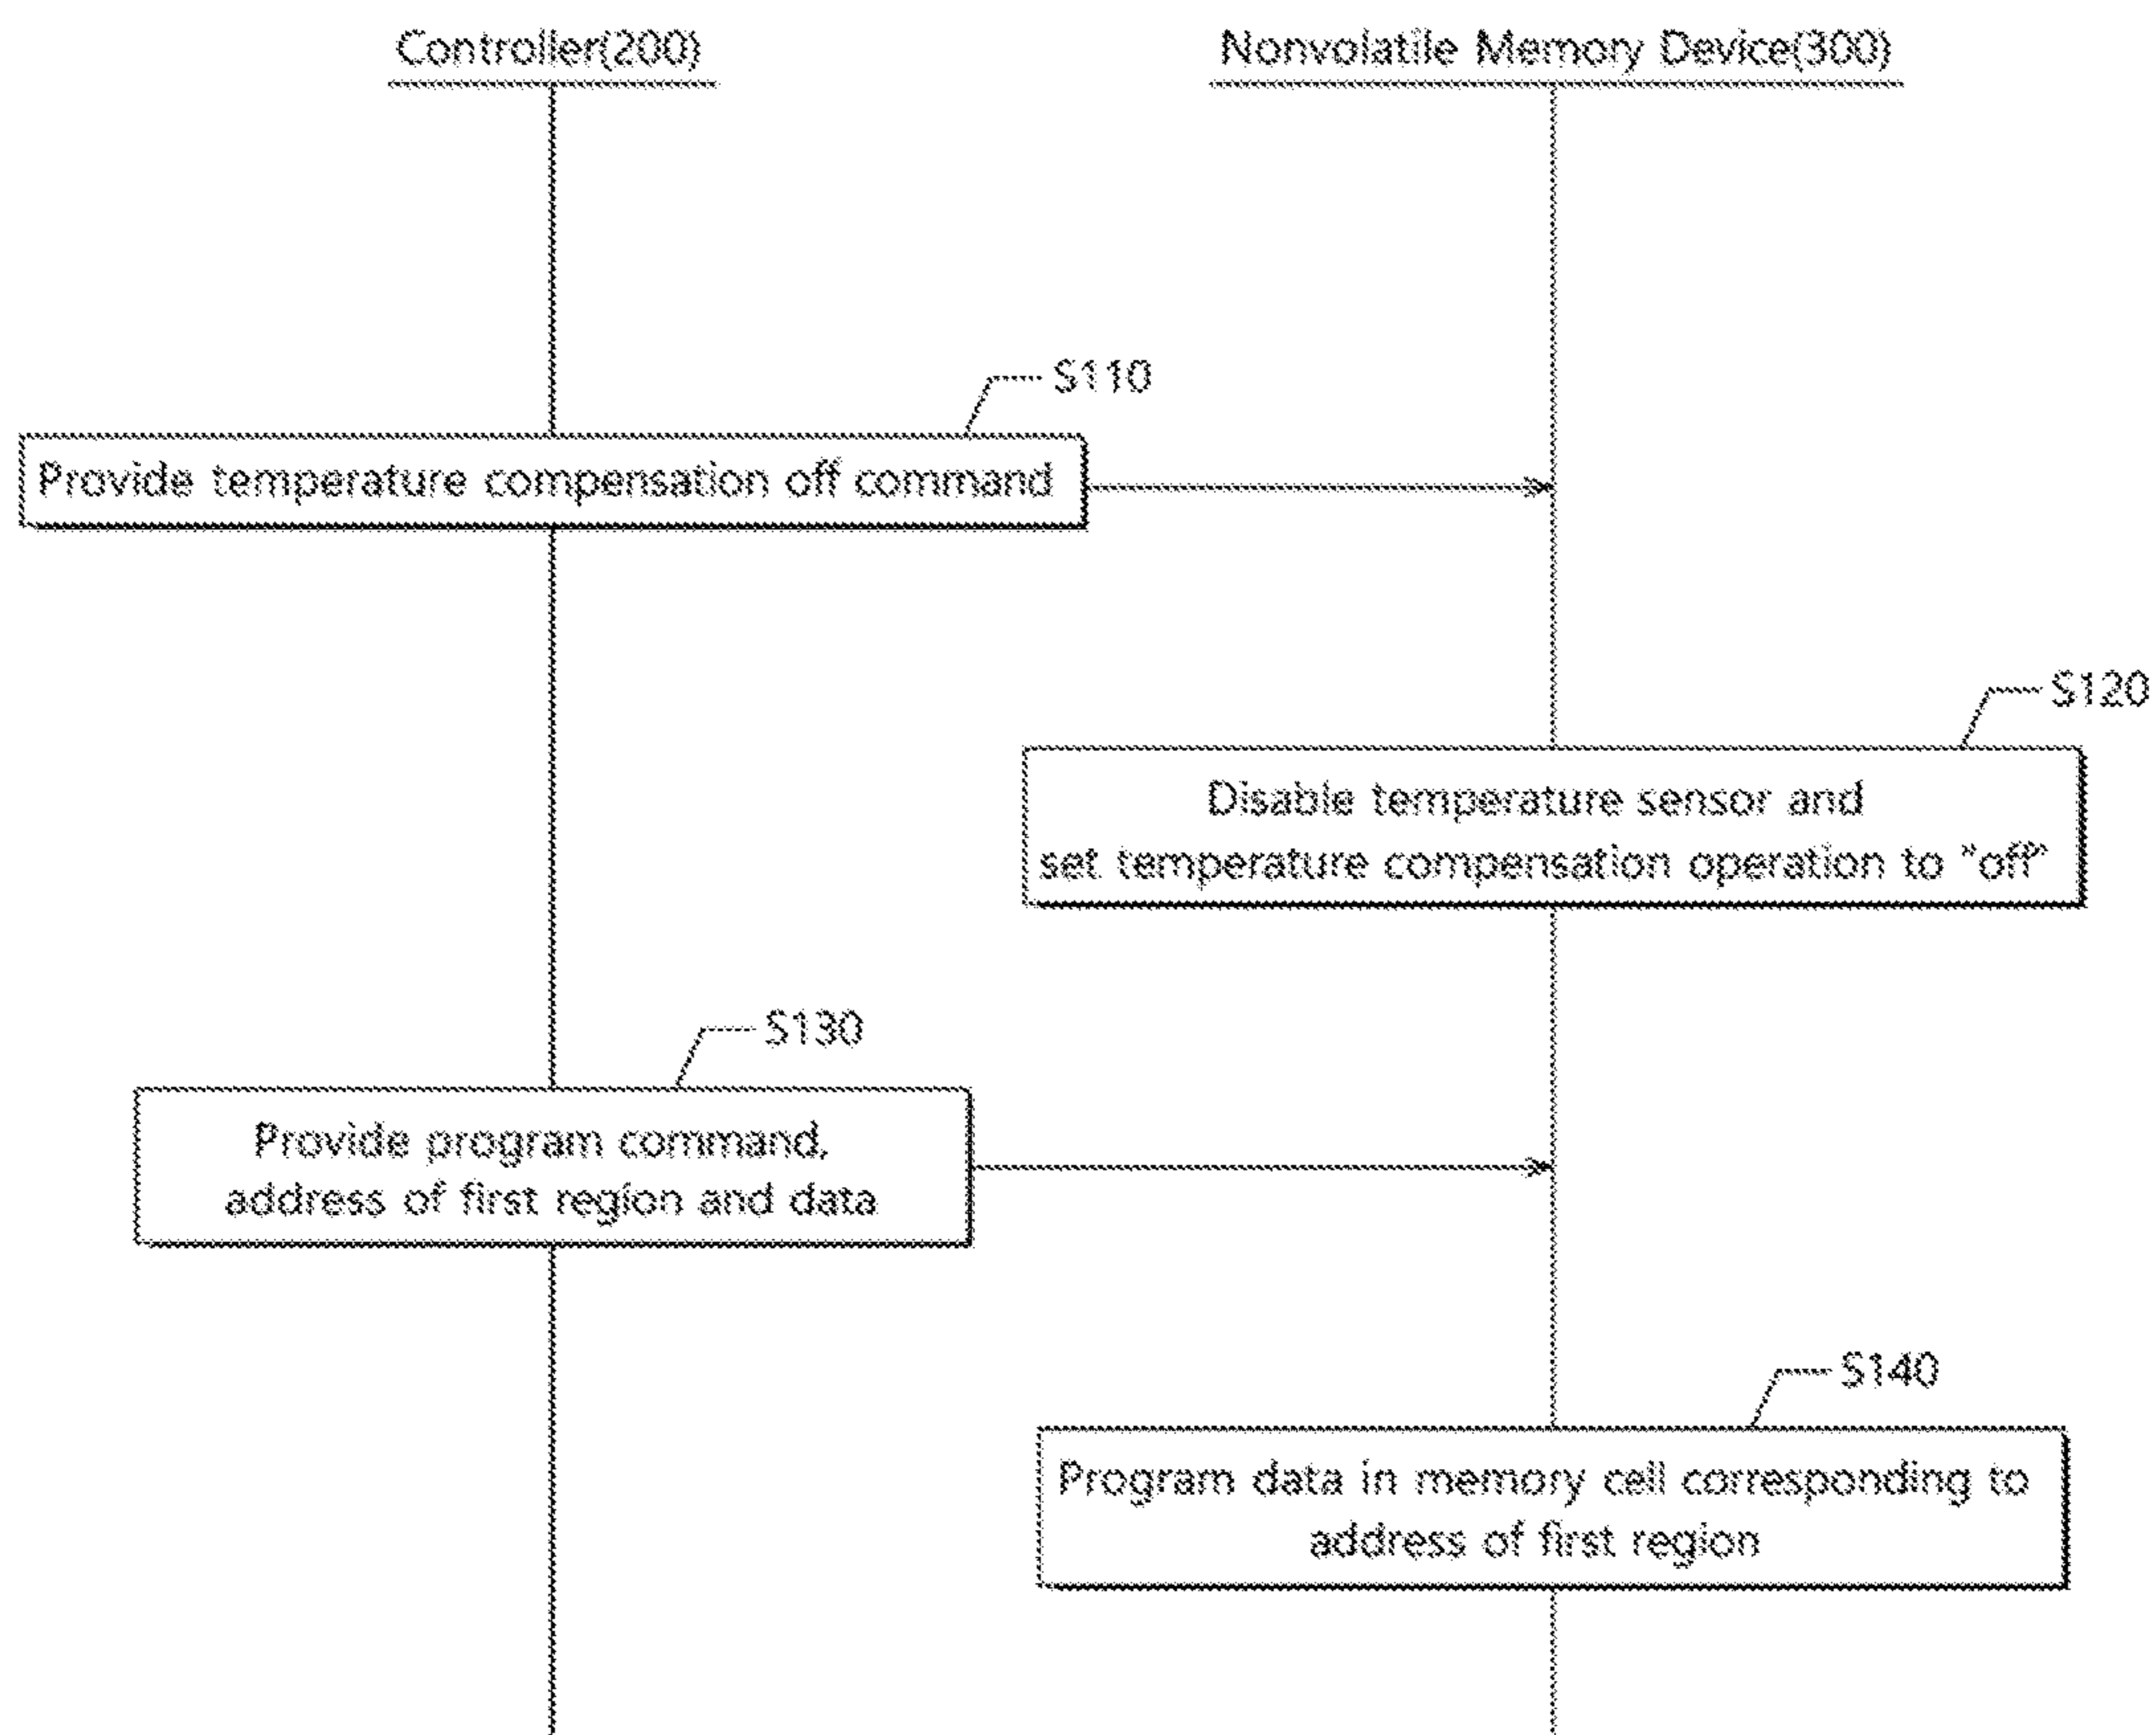 Controller(200)
Nonvolatile Memory Device(300)
S110
Provide temperature compensation off command
S120
Disable temperature sensor and
set temperature compensation operation to "off"
S130
Provide program command,
address of first region and data
S140
Program data in memory cell corresponding to
address of first region